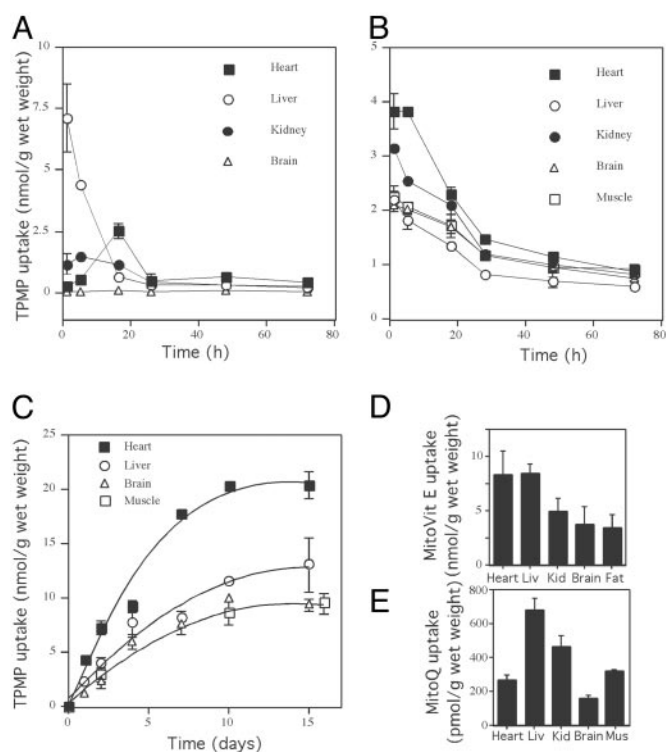 A
TPMP uptake (nmol/g wet weight)
10
7.5
5
2.5
0
Heart
Liver
Kidney
Brain
0 20 40 60 80
Time (h)
B
5
4
3
2
1
0
Heart
Liver
Kidney
Brain
Muscle
0 20 40 60 80
Time (h)
C
TPMP uptake (nmol/g wet weight)
25
20
15
10
5
0
Heart
Liver
Brain
Muscle
0 5 10 15
Time (days)
D
MitoVit E uptake
(nmol/g wet weight)
10
5
0
Heart Liv Kid Brain Fat
E
MitoQ uptake
(pmol/g wet weight)
800
600
400
200
0
Heart Liv Kid Brain Mus